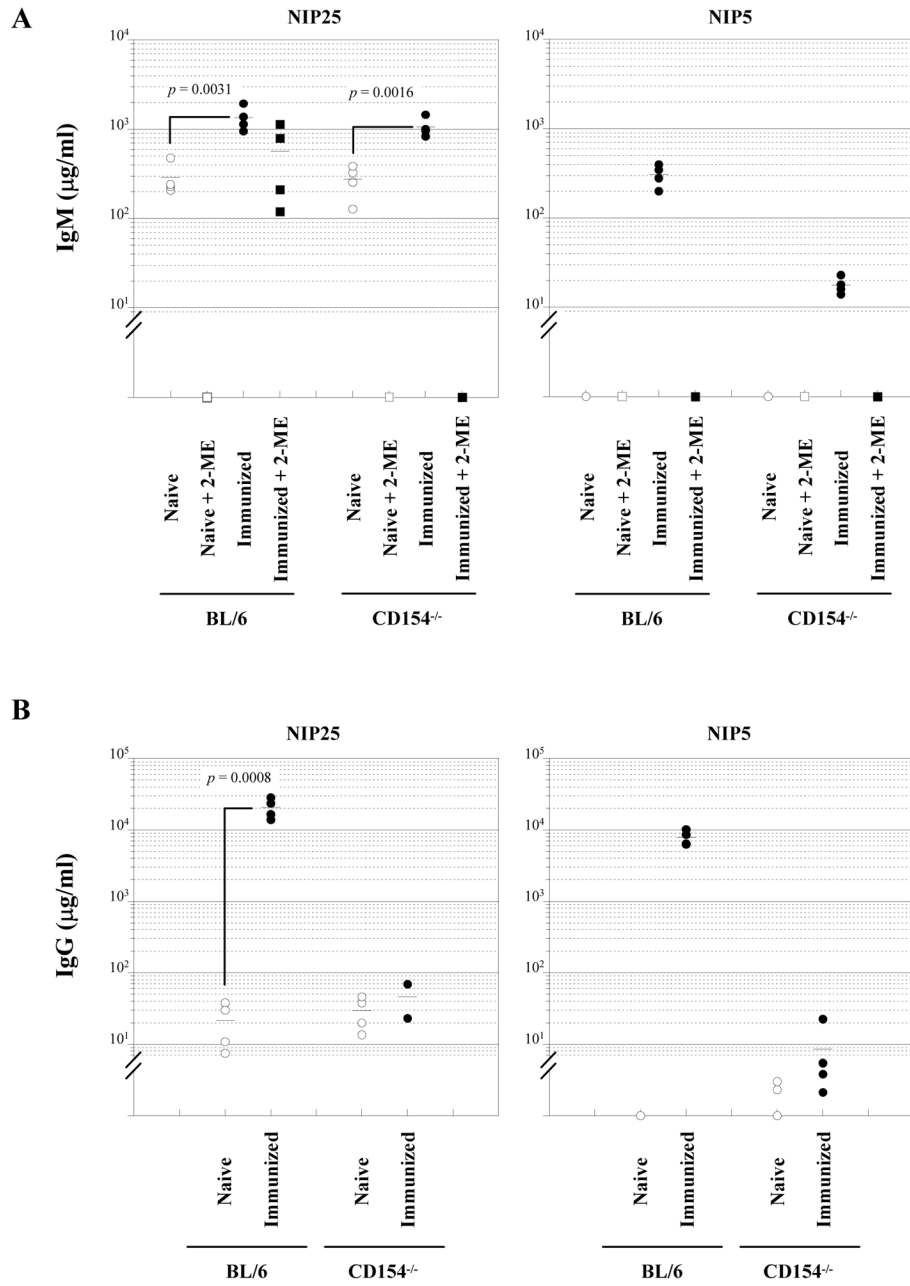 A
NIP25
NIP5
10⁴
10³
10²
10¹
p = 0.0031
p = 0.0016
10⁴
10³
10²
10¹
IgM (µg/ml)
Naive
Naive + 2-ME
Immunized
Immunized + 2-ME
Naive
Naive + 2-ME
Immunized
Immunized + 2-ME
Naive
Naive + 2-ME
Immunized
Immunized + 2-ME
Naive
Naive + 2-ME
Immunized
Immunized + 2-ME
BL/6
CD154-/-
BL/6
CD154-/-
B
NIP25
NIP5
10⁵
10⁴
10³
10²
10¹
p = 0.0008
10⁵
10⁴
10³
10²
10¹
IgG (µg/ml)
Naive
Immunized
Naive
Immunized
Naive
Immunized
Naive
Immunized
BL/6
CD154-/-
BL/6
CD154-/-